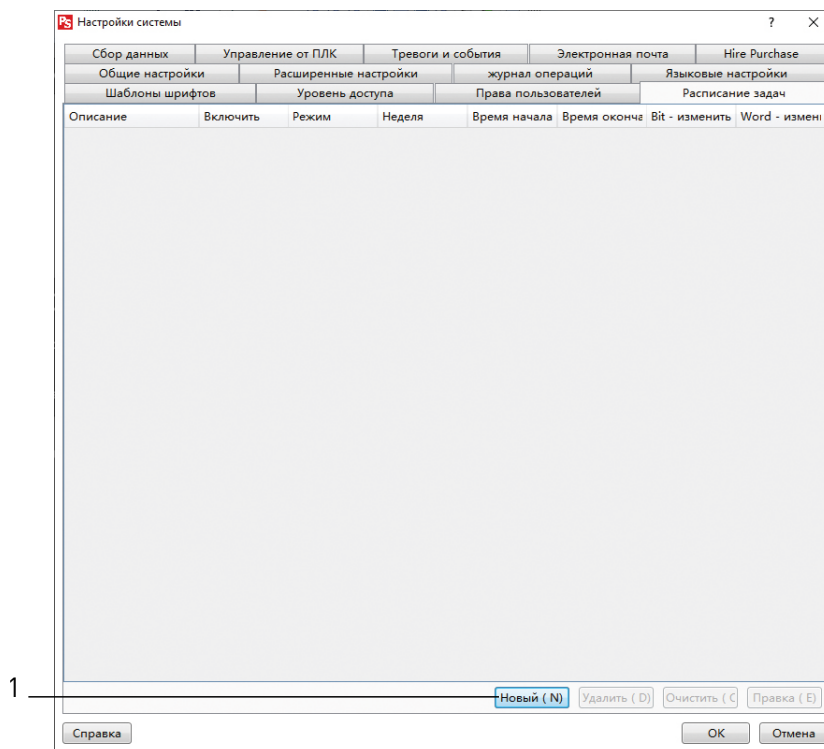 PS Настройки системы ? X
Сбор данных Управление от ПЛК Тревоги и события Электронная почта Hire Purchase
Общие настройки Расширенные настройки журнал операций Языковые настройки
Шаблоны шрифтов Уровень доступа Права пользователей Расписание задач
Описание Включить Режим Неделя Время начала Время оконча Bit - изменить Word - измен
1 Новый ( N) Удалить ( D) Очистить ( C Правка ( E)
Справка OK Отмена